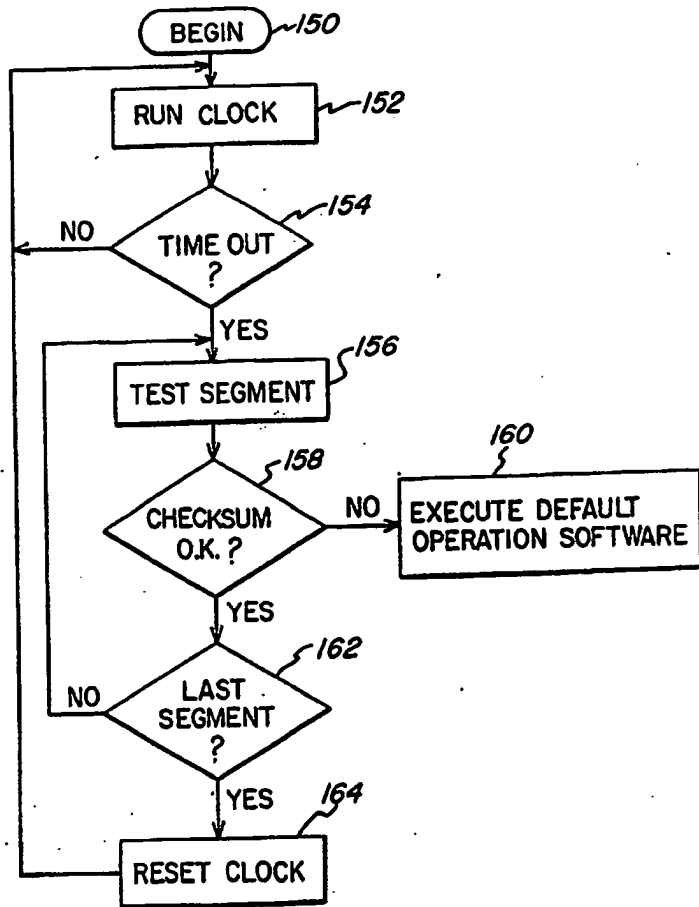 BEGIN
150
RUN CLOCK
152
154
NO
TIME OUT
?
YES
156
TEST SEGMENT
158
160
CHECKSUM
O.K. ?
NO
EXECUTE DEFAULT
OPERATION SOFTWARE
YES
162
NO
LAST
SEGMENT
?
YES
164
RESET CLOCK